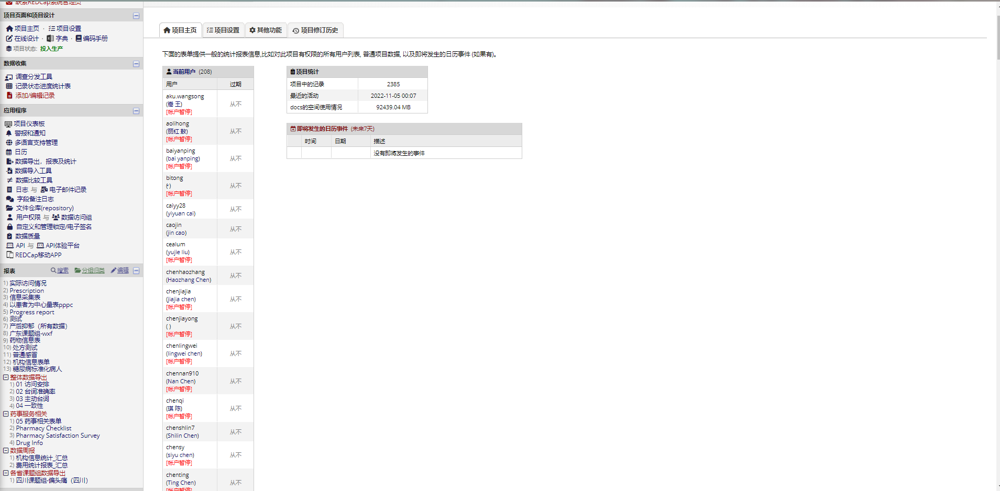 联系REDCap系统管理员
项目页面和项目设计
项目主页 · 项目设置
在线设计 · 字典 · 编码手册
项目状态: 投入生产
数据收集
调查分发工具
记录状态进度统计表
添加/编辑记录
应用程序
项目仪表板
警报和通知
多语言支持管理
日历
数据导出，报表及统计
数据导入工具
数据比较工具
日志 与 电子邮件记录
字段备注日志
文件仓库(repository)
用户权限 与 数据访问组
自定义和管理锁定/电子签名
数据质量
API 与 API体验平台
REDCap移动APP
报表 搜索 分组归类 编辑
1) 实际访问情况
2) Prescription
3) 信息采集表
4) 以患者为中心量表pppc
5) Progress report
6) 测试
7) 产后抑郁（所有数据）
8) 广东课题组-wxf
9) 药物信息表
10) 处方测试
11) 普通感冒
12) 机构信息表单
13) 糖尿病标准化病人
整体数据导出
1) 01 访问安排
2) 02 台词准确率
3) 03 主动台词
4) 04 一致性
药事服务相关
1) 05 药事相关表单
2) Pharmacy Checklist
3) Pharmacy Satisfaction Survey
4) Drug Info
数据周报
1) 机构信息统计_汇总
2) 费用统计报表_汇总
各省课题组数据导出
1) 四川课题组-偏头痛（四川）
项目主页 项目设置 其他功能 项目修订历史
下面的表单提供一般的统计报表信息,比如对此项目有权限的所有用户列表, 普通项目数据, 以及即将发生的日历事件 (如果有)。
当前用户 (208)
用户 过期
aku.wangsong
(嵩 王)
[帐户暂停]
从不
aolihong
(丽红 敖)
[帐户暂停]
从不
baiyanping
(bai yanping)
[帐户暂停]
从不
bitong
(·)
[帐户暂停]
从不
caiyy28
(yiyuan cai)
从不
caojin
(jin cao)
从不
cealum
(yujie liu)
[帐户暂停]
从不
chenhaozhang
(Haozhang Chen)
从不
chenjiajia
(jiajia chen)
[帐户暂停]
从不
chenjiayong
( )
[帐户暂停]
从不
chenlingwei
(lingwei chen)
[帐户暂停]
从不
chennan910
(Nan Chen)
[帐户暂停]
从不
chenqi
(琪 陈)
[帐户暂停]
从不
chenshlin7
(Shilin Chen)
从不
chensy
(siyu chen)
[帐户暂停]
从不
chenting
(Ting Chen)
[帐户暂停]
从不
项目统计
项目中的记录 2385
最近的活动 2022-11-05 00:07
docs的空间使用情况 92439.04 MB
即将发生的日历事件 (未来7天)
时间 日期 描述
没有即将发生的事件